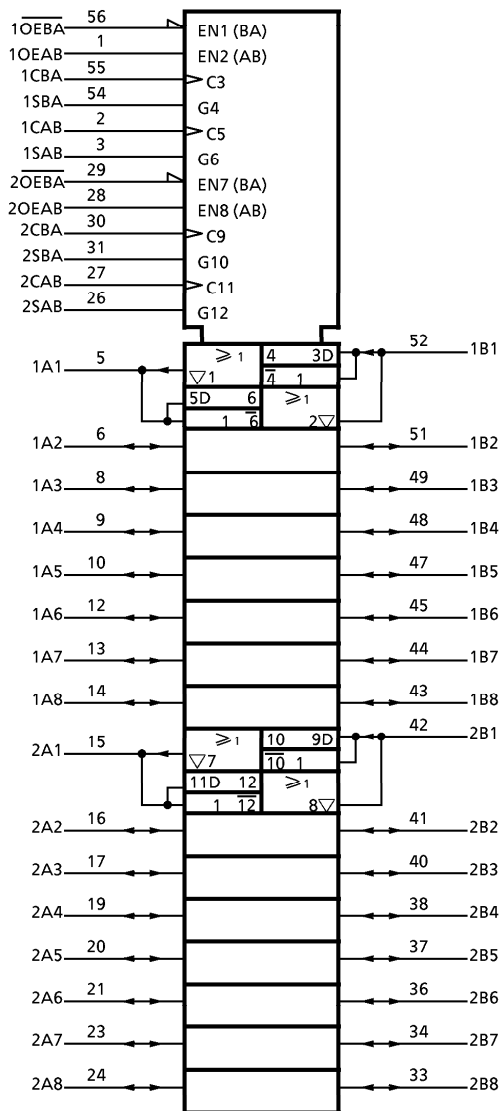 1O̅E̅B̅A̅ 56 EN1 (BA)
1OEAB 1 EN2 (AB)
1CBA 55 C3
1SBA 54 G4
1CAB 2 C5
1SAB 3 G6
2O̅E̅B̅A̅ 29 EN7 (BA)
2OEAB 28 EN8 (AB)
2CBA 30 C9
2SBA 31 G10
2CAB 27 C11
2SAB 26 G12
1A1 5 ⩾ 1 4 3D 52 1B1
▽1 4̅ 1
5D 6 ⩾ 1
1 6̅ 2▽
1A2 6 51 1B2
1A3 8 49 1B3
1A4 9 48 1B4
1A5 10 47 1B5
1A6 12 45 1B6
1A7 13 44 1B7
1A8 14 43 1B8
2A1 15 ⩾ 1 10 9D 42 2B1
▽7 1̅0̅ 1
11D 12 ⩾ 1
1 1̅2̅ 8▽
2A2 16 41 2B2
2A3 17 40 2B3
2A4 19 38 2B4
2A5 20 37 2B5
2A6 21 36 2B6
2A7 23 34 2B7
2A8 24 33 2B8